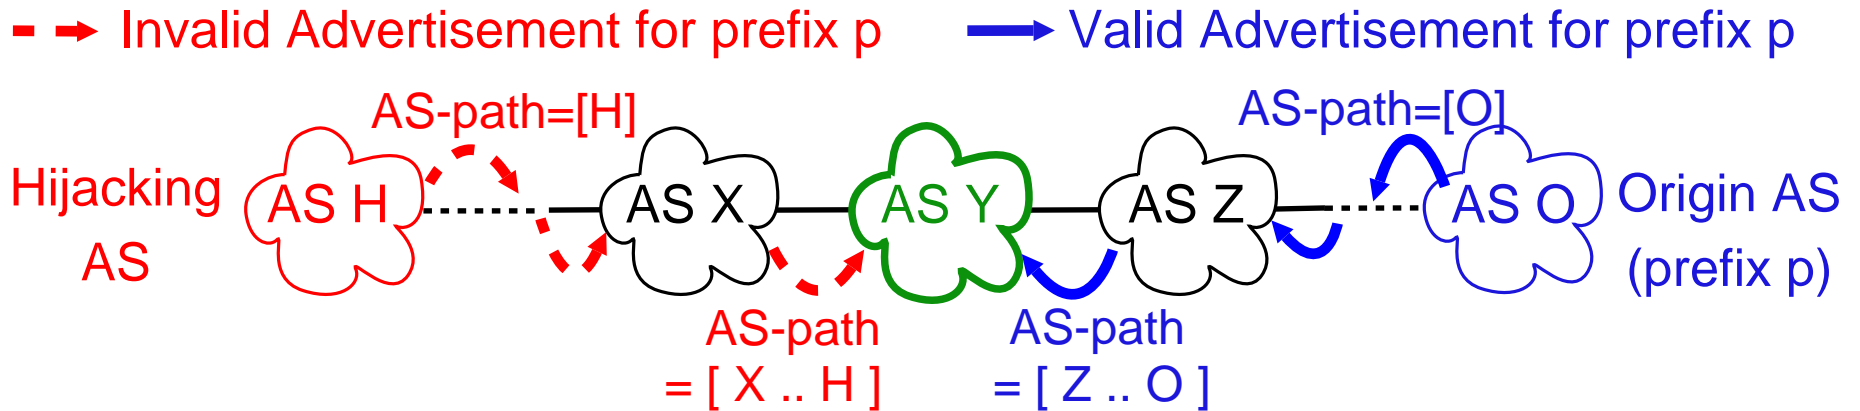 Invalid Advertisement for prefix p
Valid Advertisement for prefix p
AS-path=[H]
AS-path=[O]
Hijacking
AS
AS H
AS X
AS Y
AS Z
AS O
Origin AS
(prefix p)
AS-path
= [ X .. H ]
AS-path
= [ Z .. O ]